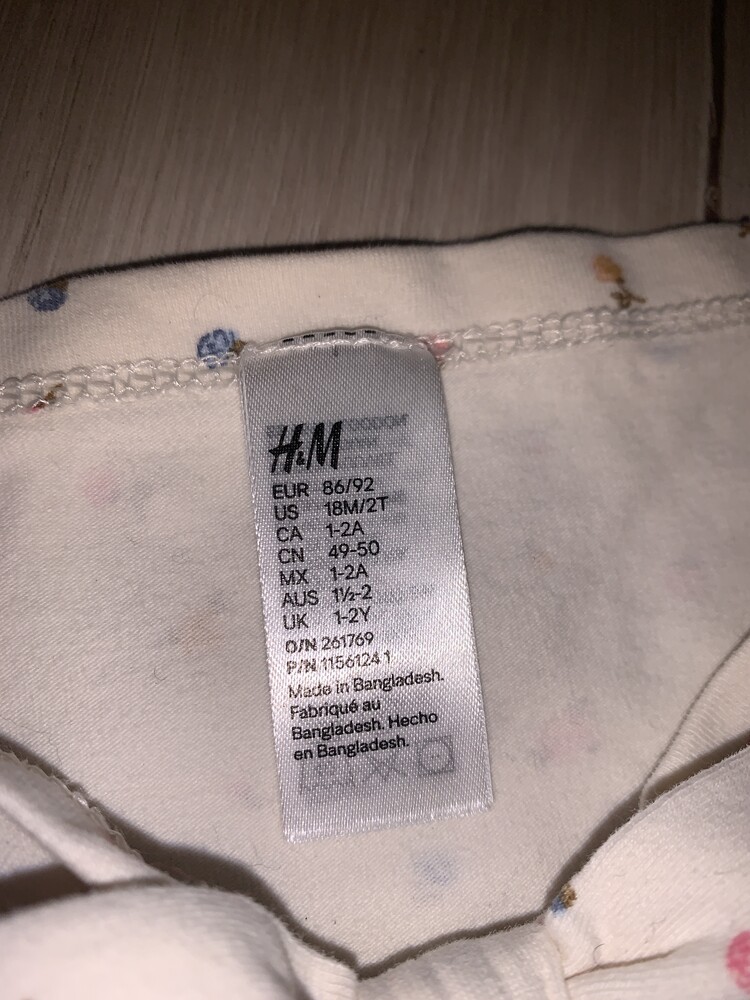 H&M
EUR 86/92
US 18M/2T
CA 1-2A
CN 49-50
MX 1-2A
AUS 1½-2
UK 1-2Y
O/N 261769
P/N 1156124 1
Made in Bangladesh.
Fabriqué au
Bangladesh. Hecho
en Bangladesh.